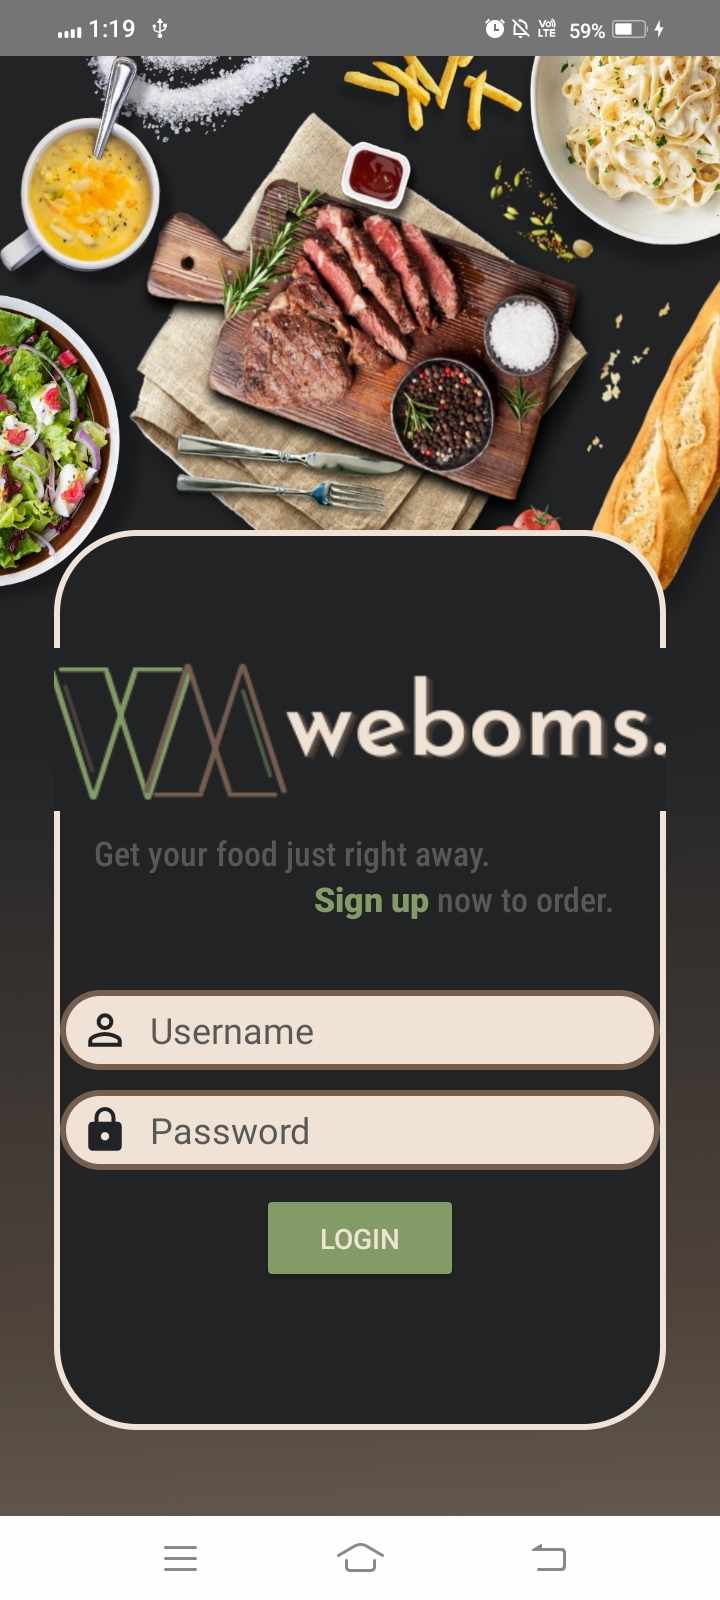 1:19 Vo) LTE 59%
weboms.
Get your food just right away.
Sign up now to order.
Username
Password
LOGIN